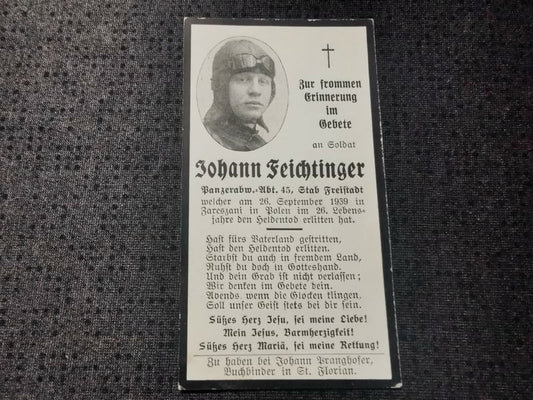 Zur frommen
Erinnerung
im
Gebete
an Soldat
Johann Feichtinger
Panzerabw.-Abt. 45, Stab Freistadt
welcher am 26. September 1939 in
Zareszani in Polen im 26. Lebens-
jahre den Heldentod erlitten hat.
Hast fürs Vaterland gestritten,
Hast den Heldentod erlitten.
Starbst du auch in fremdem Land,
Ruhst du doch in Gotteshand.
Und dein Grab ist nicht verlassen;
Wir denken im Gebete dein.
Abends wenn die Glocken klingen,
Soll unser Geist stets bei dir sein.
Süßes Herz Jesu, sei meine Liebe!
Mein Jesus, Barmherzigkeit!
Süßes Herz Mariä, sei meine Rettung!
Zu haben bei Johann Pranghofer,
Buchbinder in St. Florian.